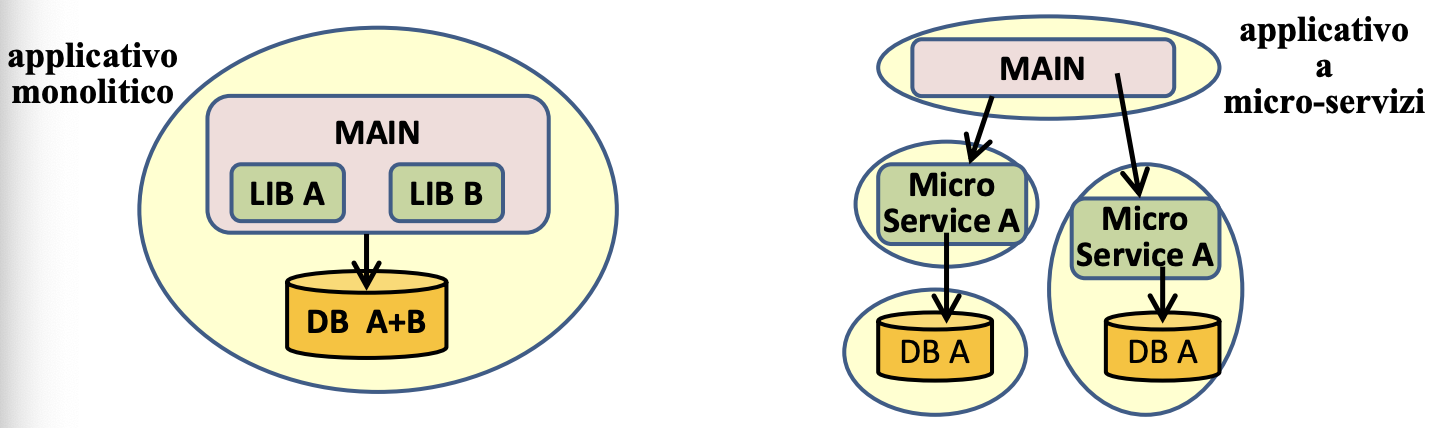 applicativo
monolitico
MAIN
LIB A
LIB B
DB A+B
applicativo
a
micro-servizi
MAIN
Micro
Service A
DB A
Micro
Service A
DB A